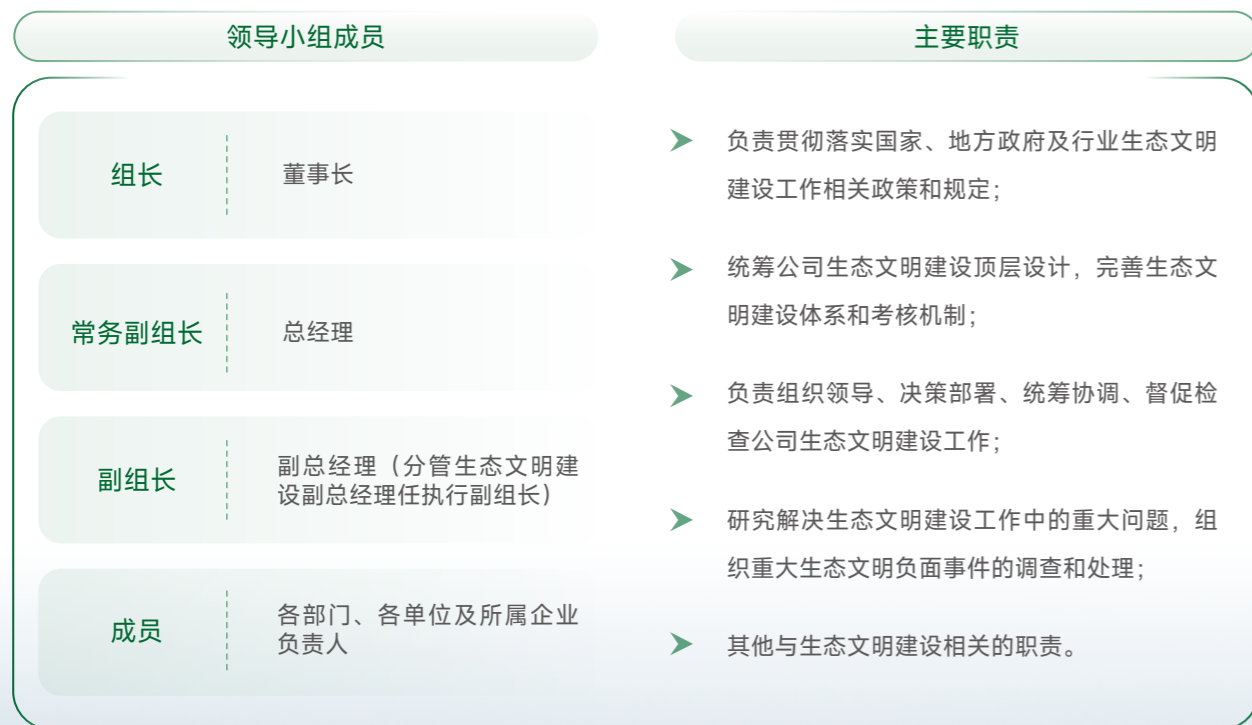 领导小组成员
组长
董事长
常务副组长
总经理
副组长
副总经理（分管生态文明建
设副总经理任执行副组长）
成员
各部门、各单位及所属企业
负责人
主要职责
负责贯彻落实国家、地方政府及行业生态文明
建设工作相关政策和规定；
统筹公司生态文明建设顶层设计，完善生态文
明建设体系和考核机制；
负责组织领导、决策部署、统筹协调、督促检
查公司生态文明建设工作；
研究解决生态文明建设工作中的重大问题，组
织重大生态文明负面事件的调查和处理；
其他与生态文明建设相关的职责。